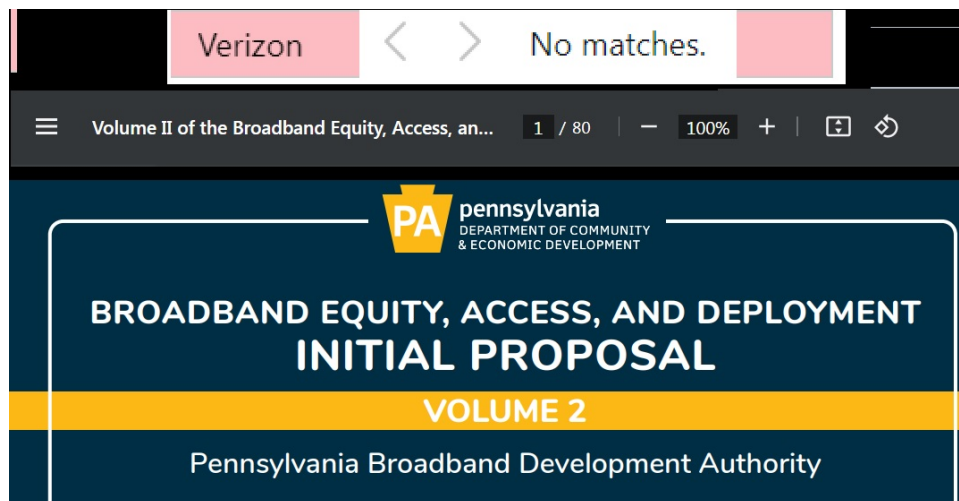 Verizon No matches.
Volume II of the Broadband Equity, Access, an... 1 / 80 100%
PA pennsylvania
DEPARTMENT OF COMMUNITY
& ECONOMIC DEVELOPMENT
BROADBAND EQUITY, ACCESS, AND DEPLOYMENT
INITIAL PROPOSAL
VOLUME 2
Pennsylvania Broadband Development Authority